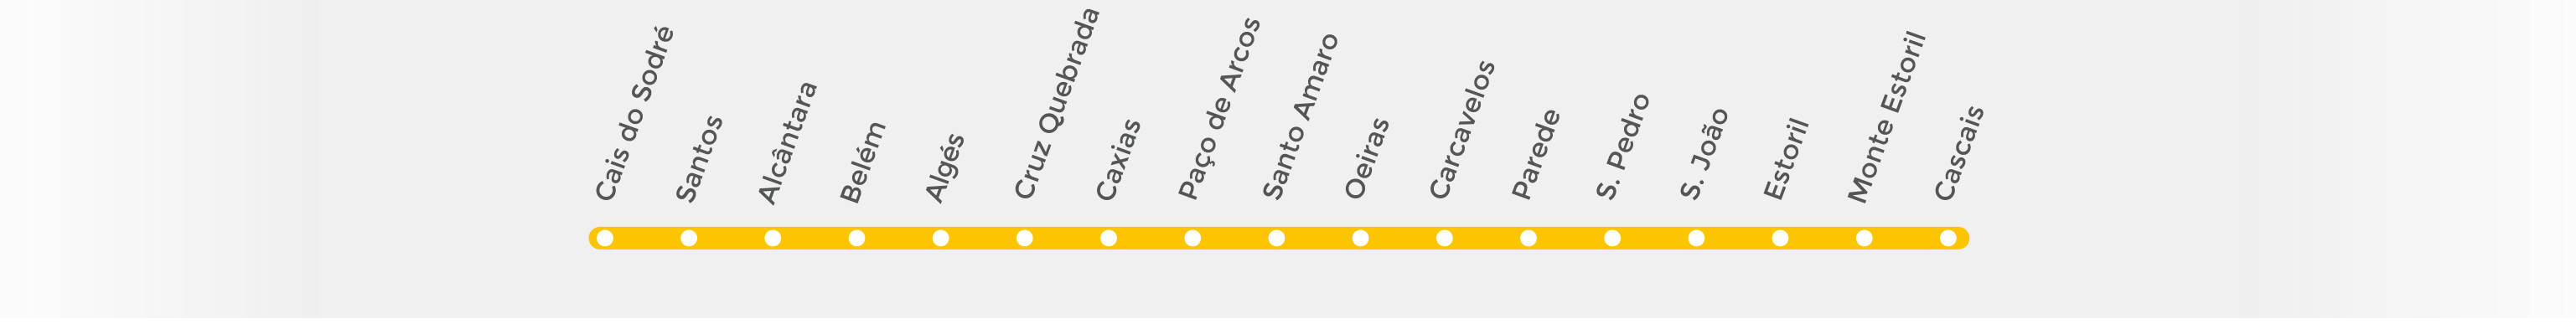 Cais do Sodré
Santos
Alcântara
Belém
Algés
Cruz Quebrada
Caxias
Paço de Arcos
Santo Amaro
Oeiras
Carcavelos
Parede
S. Pedro
S. João
Estoril
Monte Estoril
Cascais